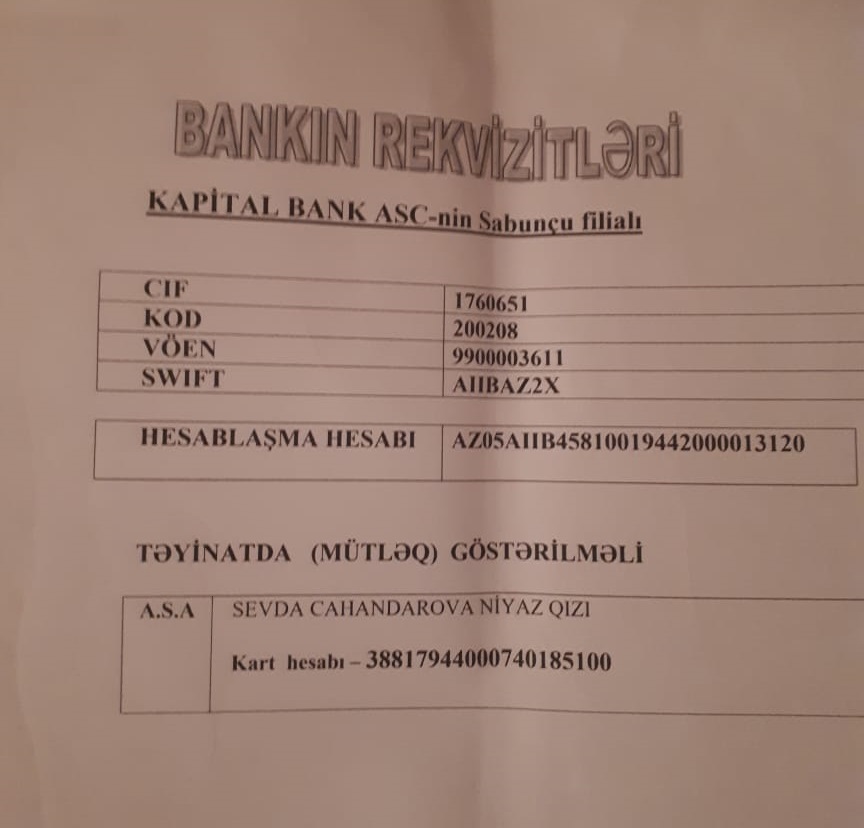 BANKIN REKVİZİTLƏRİ
KAPİTAL BANK ASC-nin Sabunçu filialı
CIF 1760651
KOD 200208
VÖEN 9900003611
SWIFT AIIBAZ2X
HESABLAŞMA HESABI AZ05AIIB45810019442000013120
TƏYİNATDA (MÜTLƏQ) GÖSTƏRİLMƏLİ
A.S.A SEVDA CAHANDAROVA NİYAZ QIZI
Kart hesabı – 38817944000740185100